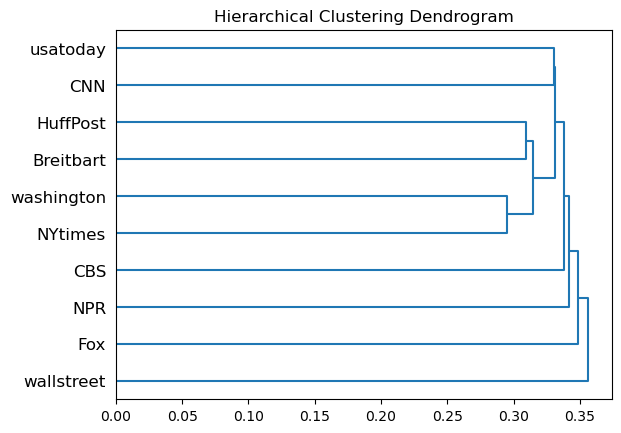 Hierarchical Clustering Dendrogram
usatoday
CNN
HuffPost
Breitbart
washington
NYtimes
CBS
NPR
Fox
wallstreet
0.00 0.05 0.10 0.15 0.20 0.25 0.30 0.35